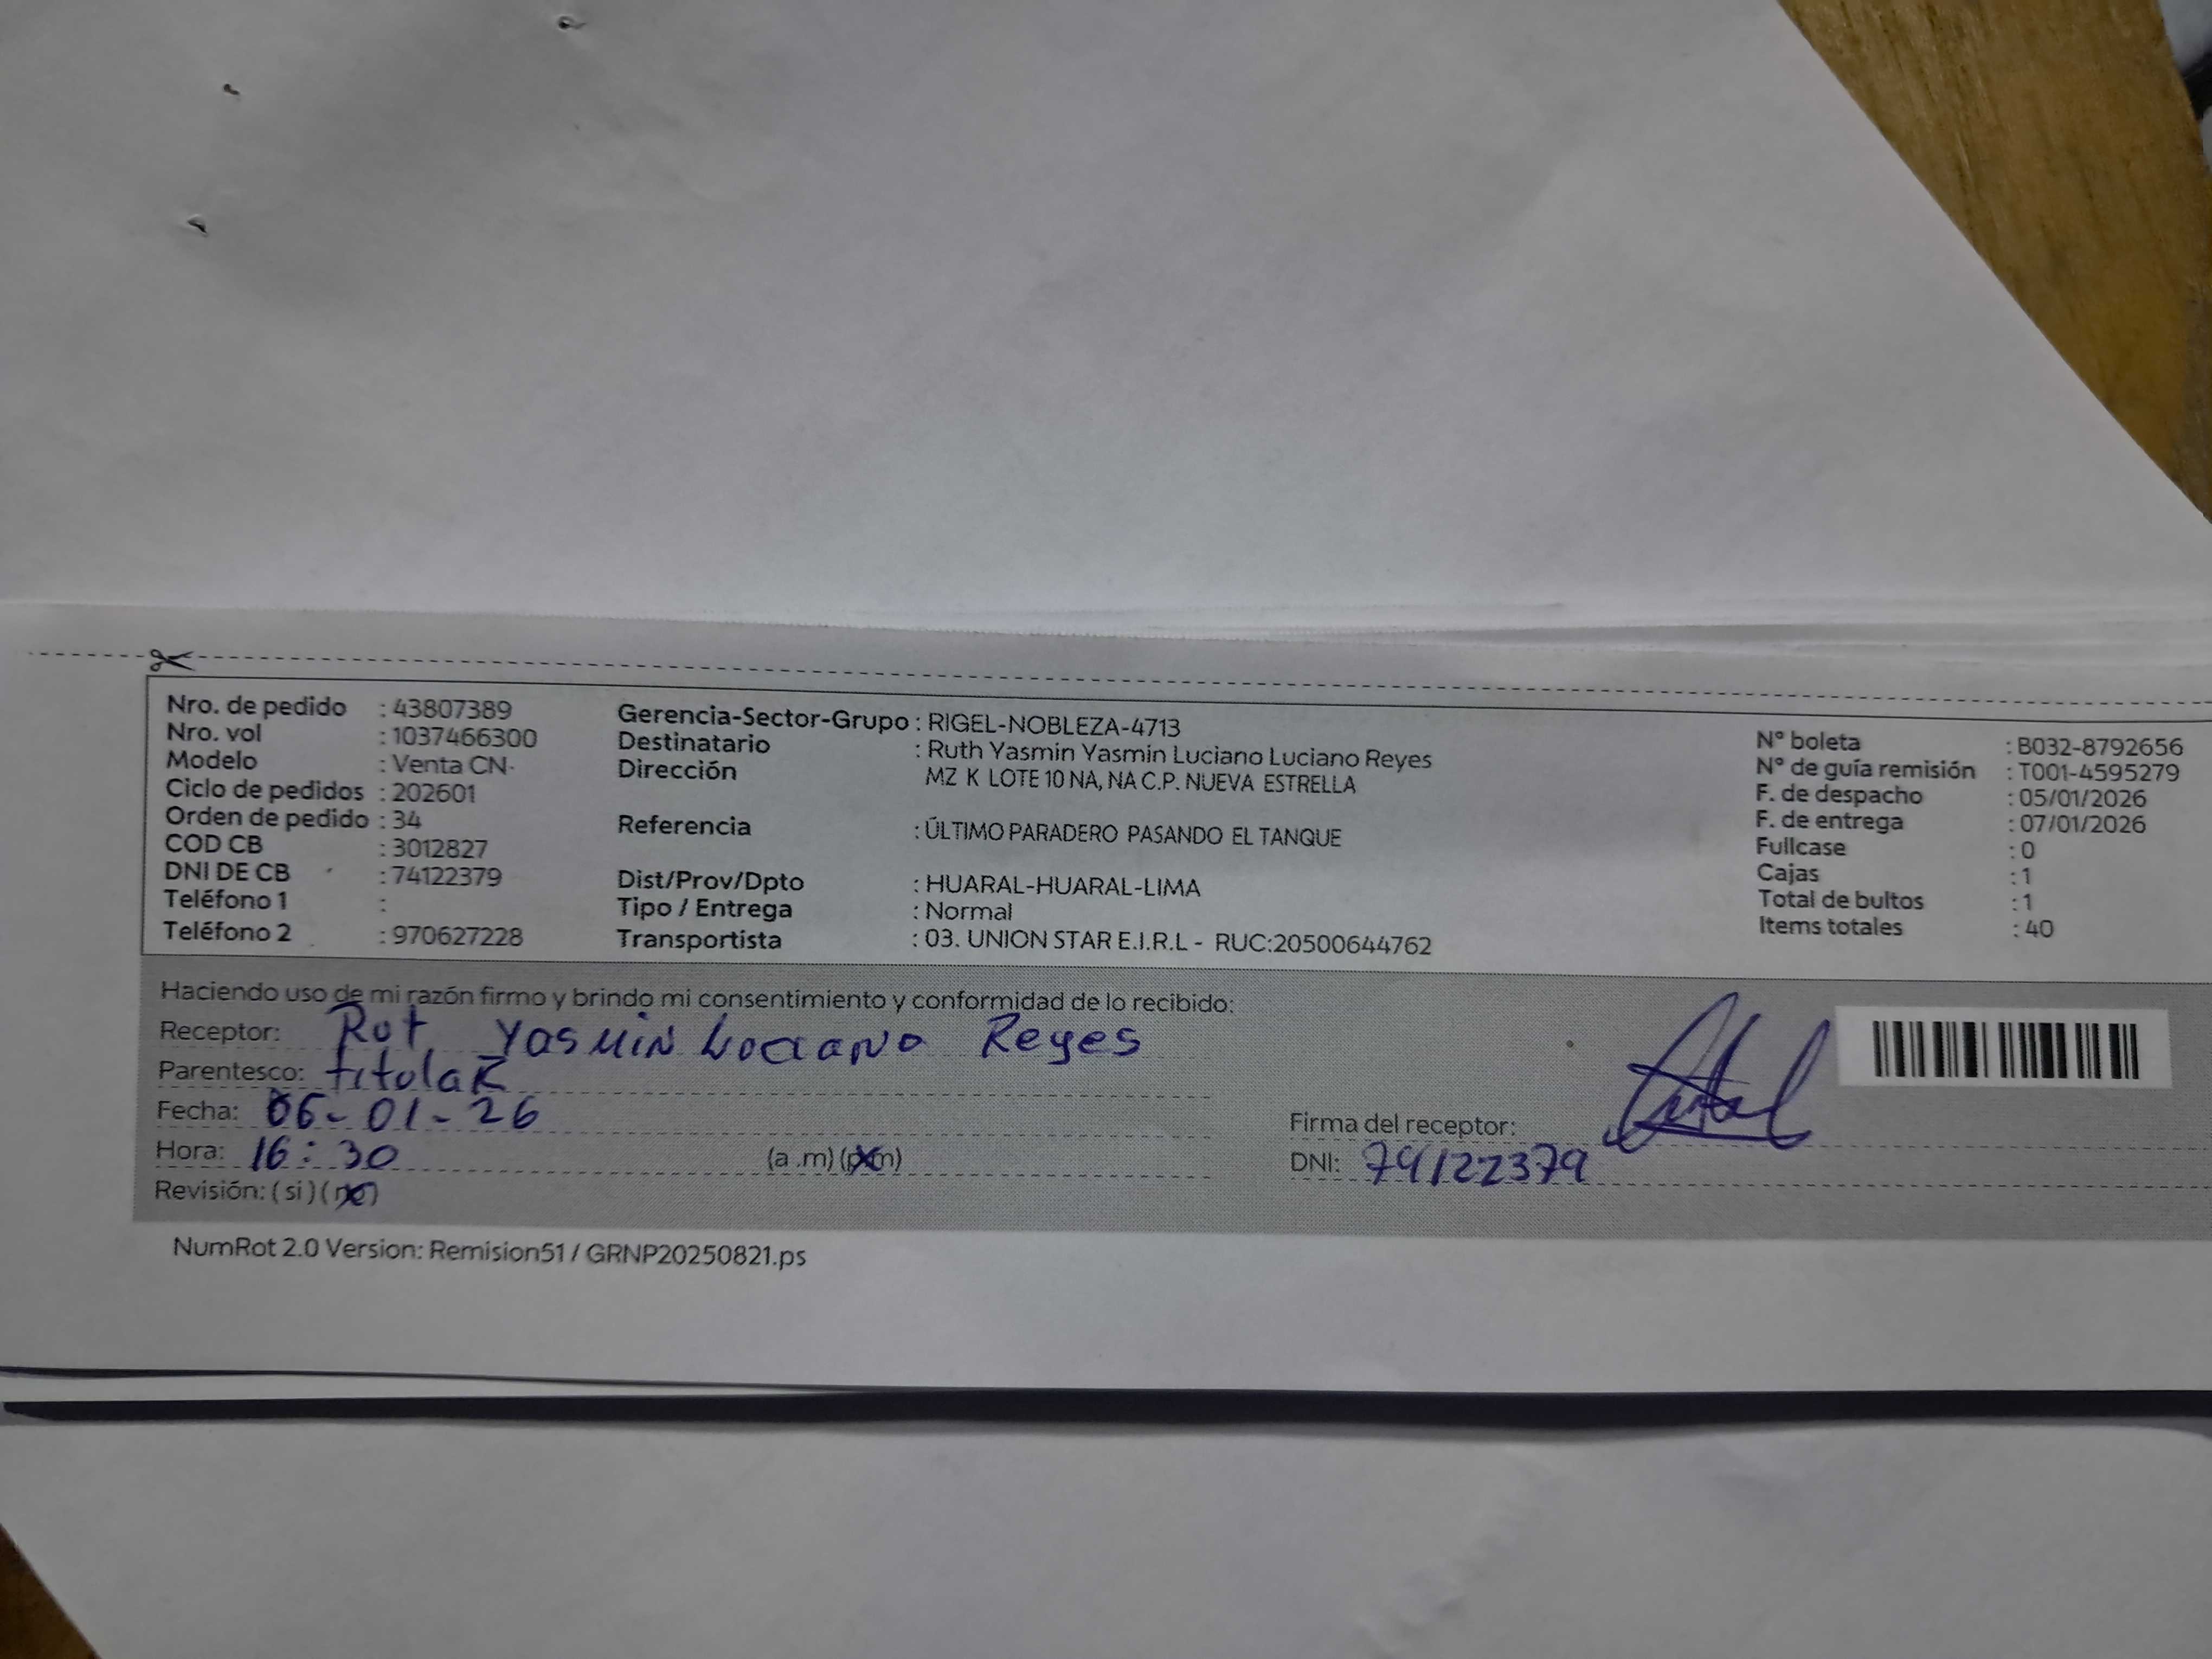 Nro. de pedido : 43807389
Nro. vol : 1037466300
Modelo : Venta CN-
Ciclo de pedidos : 202601
Orden de pedido : 34
COD CB : 3012827
DNI DE CB : 74122379
Teléfono 1 :
Teléfono 2 : 970627228
Gerencia-Sector-Grupo : RIGEL-NOBLEZA-4713
Destinatario : Ruth Yasmin Yasmin Luciano Luciano Reyes
Dirección MZ K LOTE 10 NA, NA C.P. NUEVA ESTRELLA
Referencia : ÚLTIMO PARADERO PASANDO EL TANQUE
Dist/Prov/Dpto : HUARAL-HUARAL-LIMA
Tipo / Entrega : Normal
Transportista : 03. UNION STAR E.I.R.L - RUC:20500644762
N° boleta : B032-8792656
N° de guía remisión : T001-4595279
F. de despacho : 05/01/2026
F. de entrega : 07/01/2026
Fullcase : 0
Cajas : 1
Total de bultos : 1
Items totales : 40
Haciendo uso de mi razón firmo y brindo mi consentimiento y conformidad de lo recibido:
Receptor: Rut Yasmin Luciano Reyes
Parentesco: titular
Fecha: 06-01-26
Hora: 16:30 (a .m) (p.m)
Revisión: (si) (no)
Firma del receptor:
DNI: 74122379
NumRot 2.0 Version: Remision51 / GRNP20250821.ps